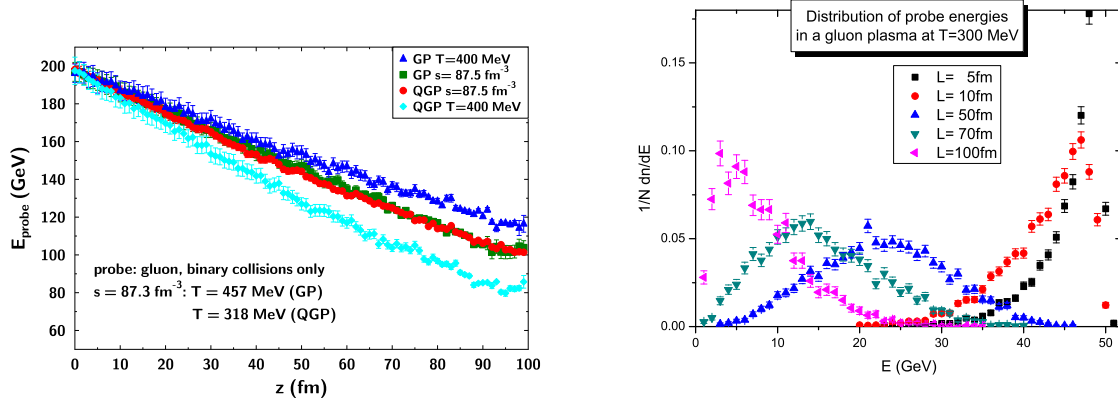 GP T=400 MeV
GP s= 87.5 fm⁻³
QGP s=87.5 fm⁻³
QGP T=400 MeV
200
180
160
140
120
100
80
60
E_probe (GeV)
probe: gluon, binary collisions only
s = 87.3 fm⁻³: T = 457 MeV (GP)
T = 318 MeV (QGP)
0 10 20 30 40 50 60 70 80 90 100
z (fm)
Distribution of probe energies
in a gluon plasma at T=300 MeV
L= 5fm
L= 10fm
L= 50fm
L= 70fm
L=100fm
0.15
0.10
0.05
0.00
1/N dn/dE
0 10 20 30 40 50
E (GeV)